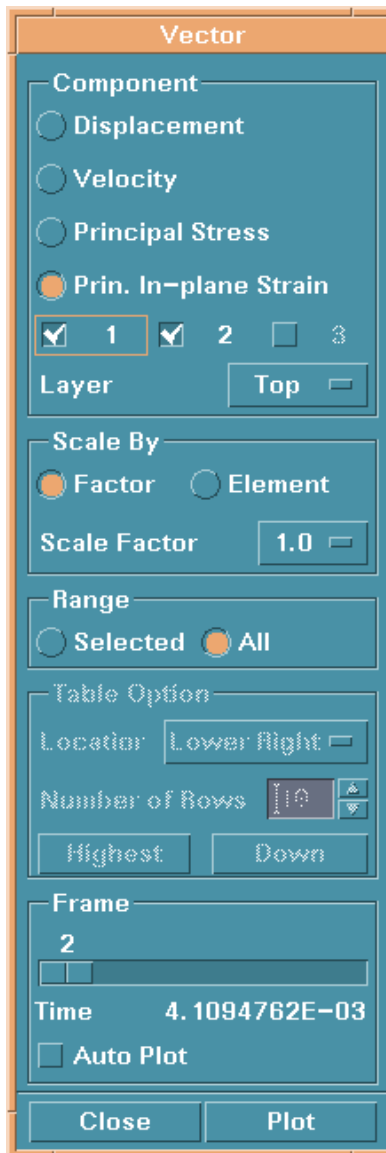 Vector
Component
Displacement
Velocity
Principal Stress
Prin. In-plane Strain
1 2 3
Layer Top
Scale By
Factor Element
Scale Factor 1.0
Range
Selected All
Table Option
Location Lower Right
Number of Rows 10
Highest Down
Frame
2
Time 4.1094762E-03
Auto Plot
Close Plot